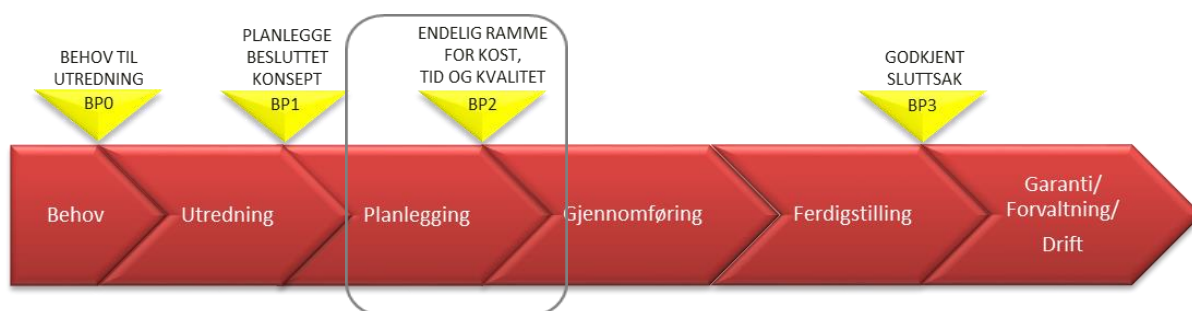 BEHOV TIL
UTREDNING
BP0
PLANLEGGE
BESLUTTET
KONSEPT
BP1
ENDELIG RAMME
FOR KOST,
TID OG KVALITET
BP2
GODKJENT
SLUTTSAK
BP3
Behov
Utredning
Planlegging
Gjennomføring
Ferdigstilling
Garanti/
Forvaltning/
Drift